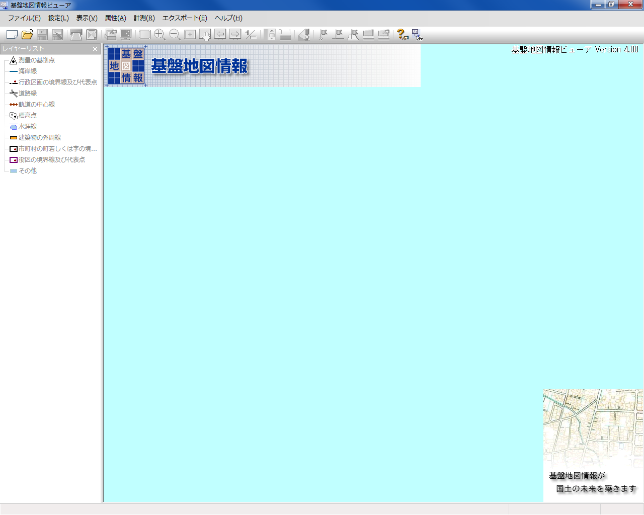 基盤地図情報ビューア
ファイル(F) 設定(L) 表示(V) 属性(A) 計測(R) エクスポート(E) ヘルプ(H)
レイヤーリスト
測量の基準点
海岸線
行政区画の境界線及び代表点
道路縁
軌道の中心線
標高点
水涯線
建築物の外周線
市町村の町若しくは字の境...
街区の境界線及び代表点
その他
基盤
地図
情報
基盤地図情報
基盤地図情報ビューア Version
基盤地図情報が
国土の未来を築きます